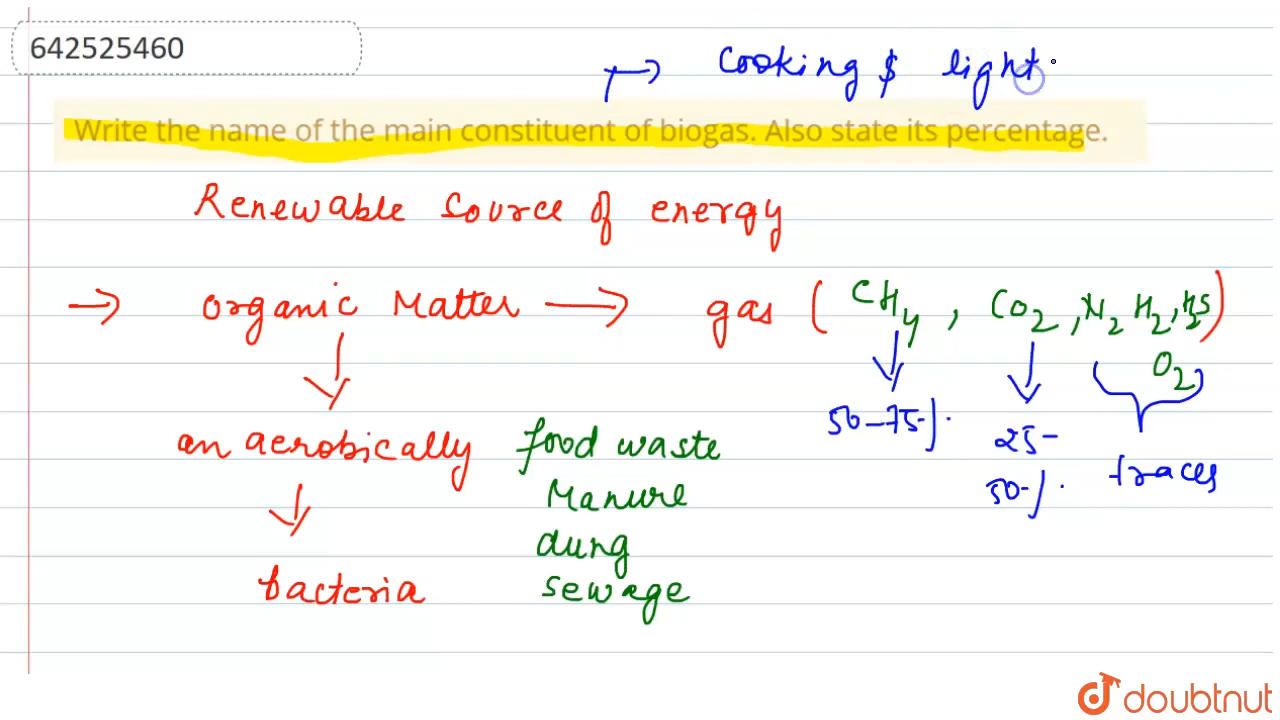 642525460
→ Cooking $ light
Write the name of the main constituent of biogas. Also state its percentage.
Renewable Source of energy
→ Organic Matter → gas ( CH4 , CO2 , N2 H2 , H2S )
O2
50-75%.
25-
50%.
traces
an aerobically food waste
Manure
dung
bacteria sewage
doubtnut